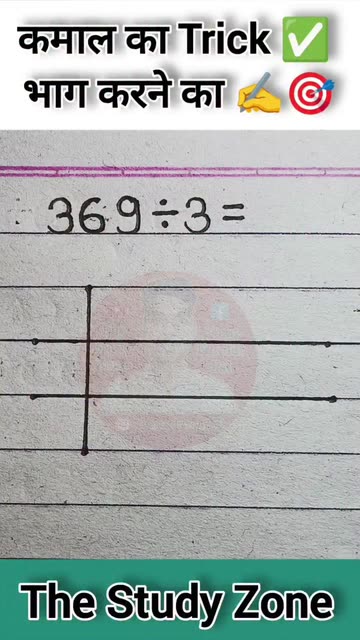 कमाल का Trick ✅
भाग करने का ✍️🎯
369÷3=
The Study Zone